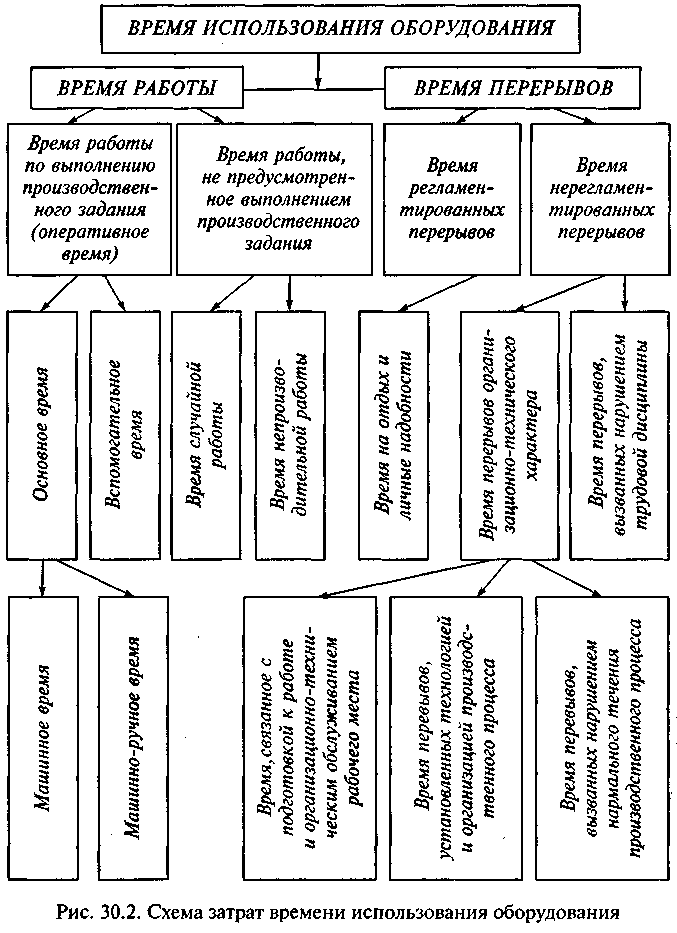 ВРЕМЯ ИСПОЛЬЗОВАНИЯ ОБОРУДОВАНИЯ
ВРЕМЯ РАБОТЫ
ВРЕМЯ ПЕРЕРЫВОВ
Время работы
по выполнению
производствен-
ного задания
(оперативное
время)
Время работы,
не предусмотрен-
ное выполнением
производственного
задания
Время
регламен-
тированных
перерывов
Время
нерегламен-
тированных
перерывов
Основное время
Вспомогательное
время
Время случайной
работы
Время непроизво-
дительной работы
Время на отдых и
личные надобности
Время перерывов органи-
зационно-технического
характера
Время перерывов,
вызванных нарушением
трудовой дисциплины
Машинное время
Машинно-ручное время
Время, связанное с
подготовкой к работе
и организационно-техни-
ческим обслуживанием
рабочего места
Время перевывов,
установленных технологией
и организацией производс-
твенного процесса
Время перевывов,
вызванных нарушением
нармального течения
производственного процесса
Рис. 30.2. Схема затрат времени использования оборудования